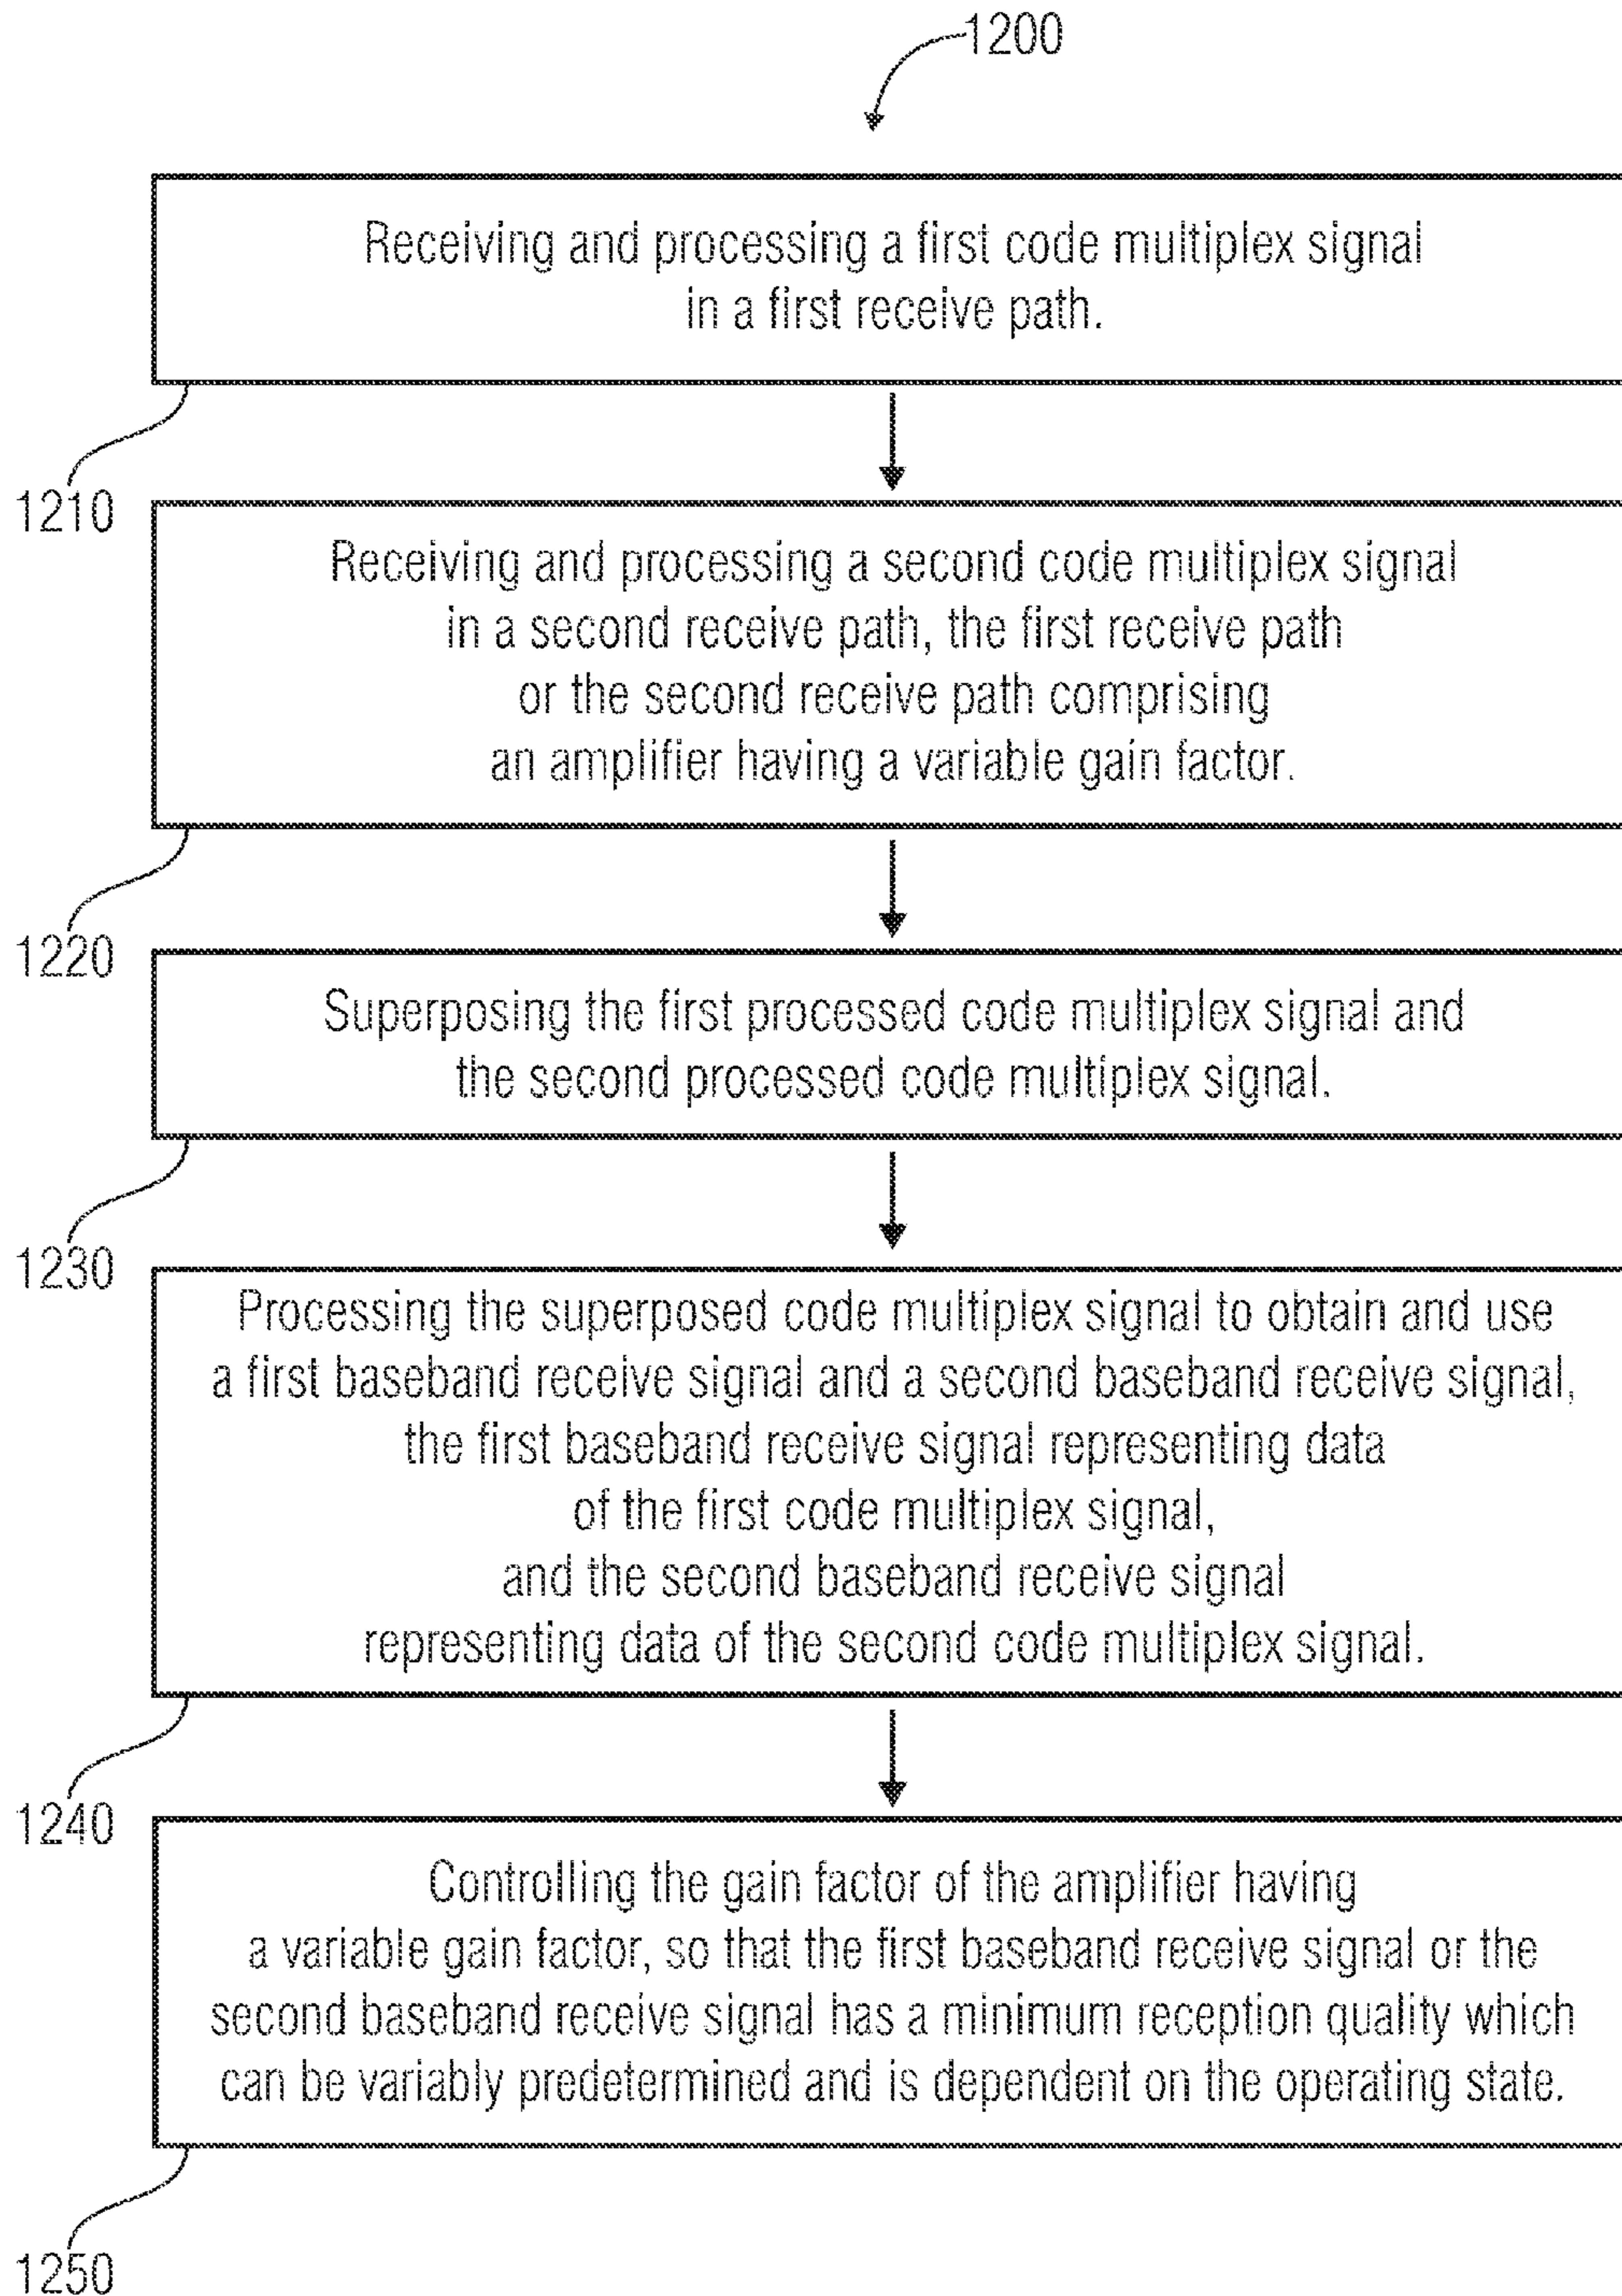 1200
Receiving and processing a first code multiplex signal
in a first receive path.
1210
Receiving and processing a second code multiplex signal
in a second receive path, the first receive path
or the second receive path comprising
an amplifier having a variable gain factor.
1220
Superposing the first processed code multiplex signal and
the second processed code multiplex signal.
1230
Processing the superposed code multiplex signal to obtain and use
a first baseband receive signal and a second baseband receive signal,
the first baseband receive signal representing data
of the first code multiplex signal,
and the second baseband receive signal
representing data of the second code multiplex signal.
1240
Controlling the gain factor of the amplifier having
a variable gain factor, so that the first baseband receive signal or the
second baseband receive signal has a minimum reception quality which
can be variably predetermined and is dependent on the operating state.
1250